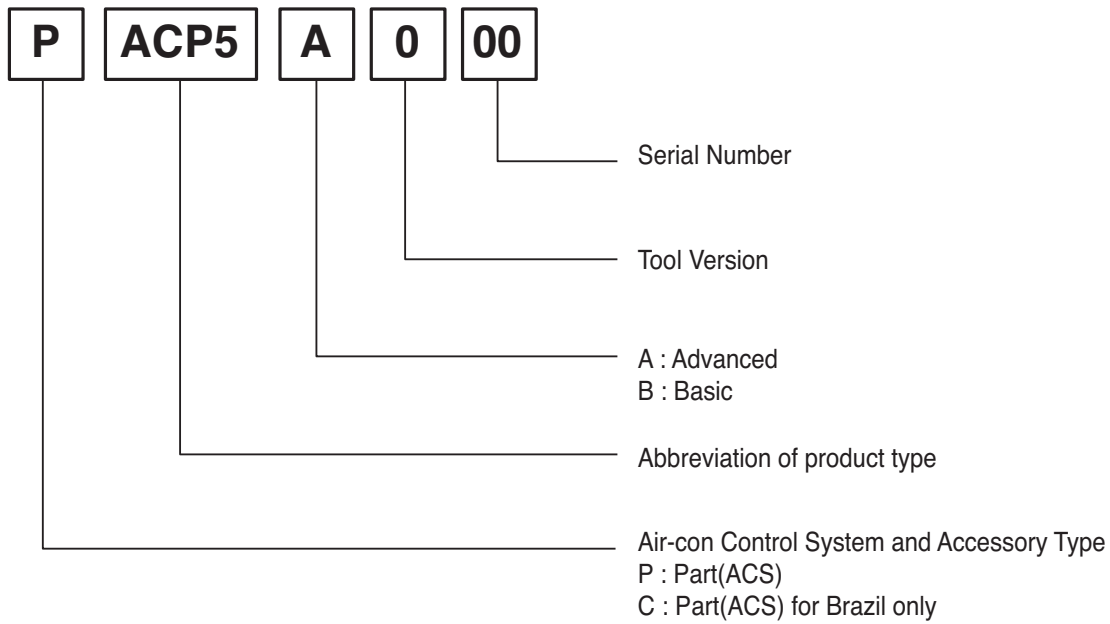 P ACP5 A 0 00
Serial Number
Tool Version
A : Advanced
B : Basic
Abbreviation of product type
Air-con Control System and Accessory Type
P : Part(ACS)
C : Part(ACS) for Brazil only